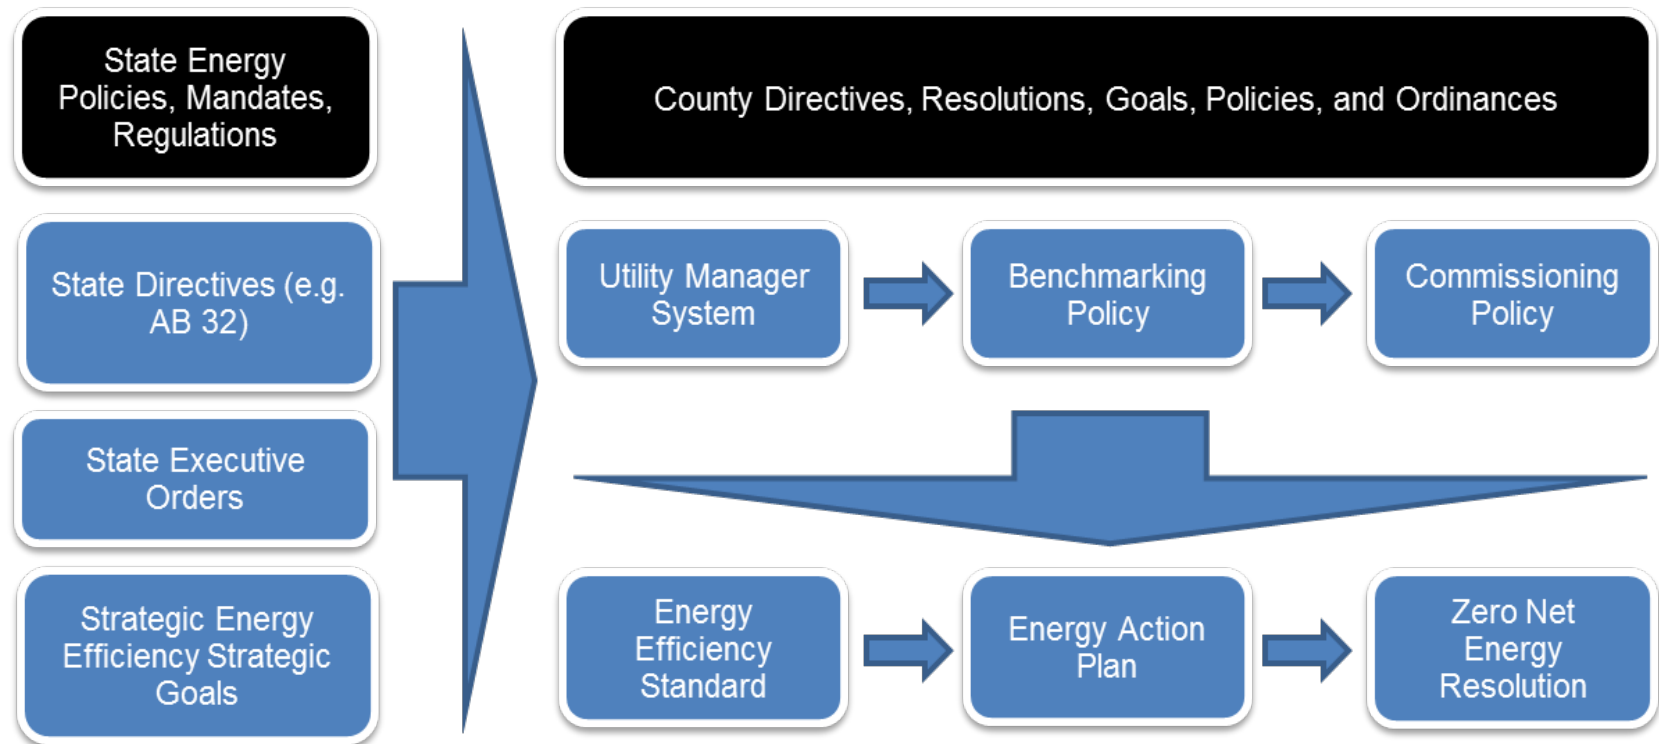 State Energy
Policies, Mandates,
Regulations
State Directives (e.g.
AB 32)
State Executive
Orders
Strategic Energy
Efficiency Strategic
Goals
County Directives, Resolutions, Goals, Policies, and Ordinances
Utility Manager
System
Benchmarking
Policy
Commissioning
Policy
Energy
Efficiency
Standard
Energy Action
Plan
Zero Net
Energy
Resolution